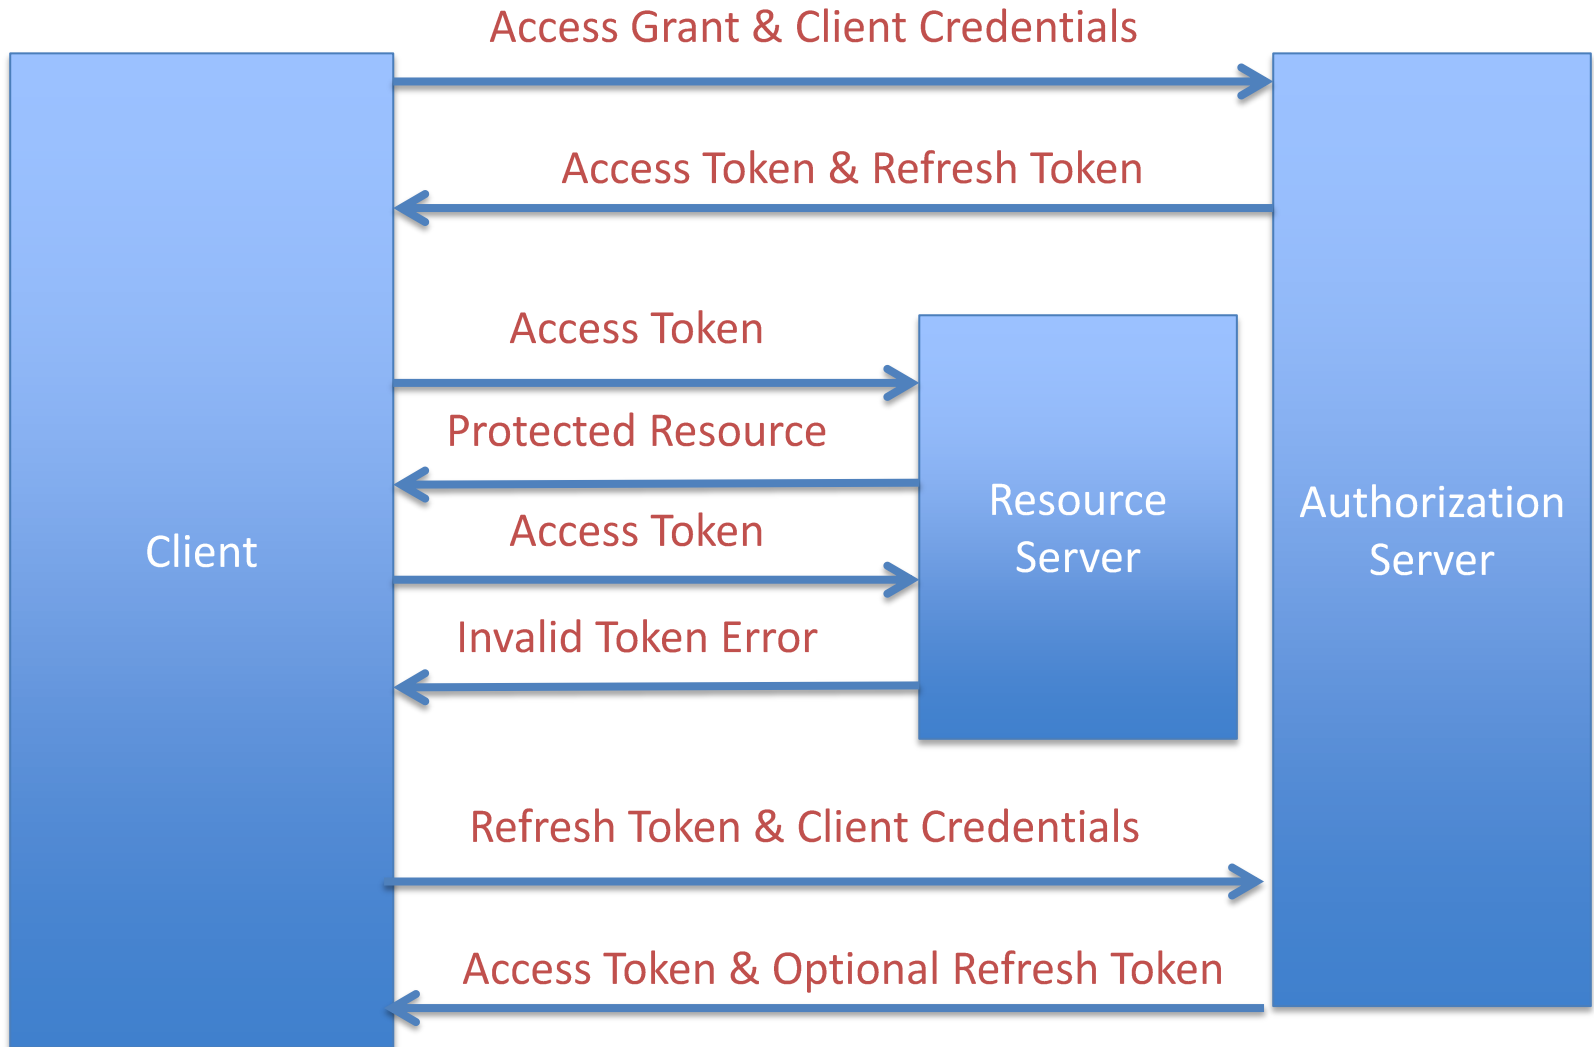 Access Grant & Client Credentials
Access Token & Refresh Token
Access Token
Protected Resource
Access Token
Invalid Token Error
Client
Resource
Server
Authorization
Server
Refresh Token & Client Credentials
Access Token & Optional Refresh Token